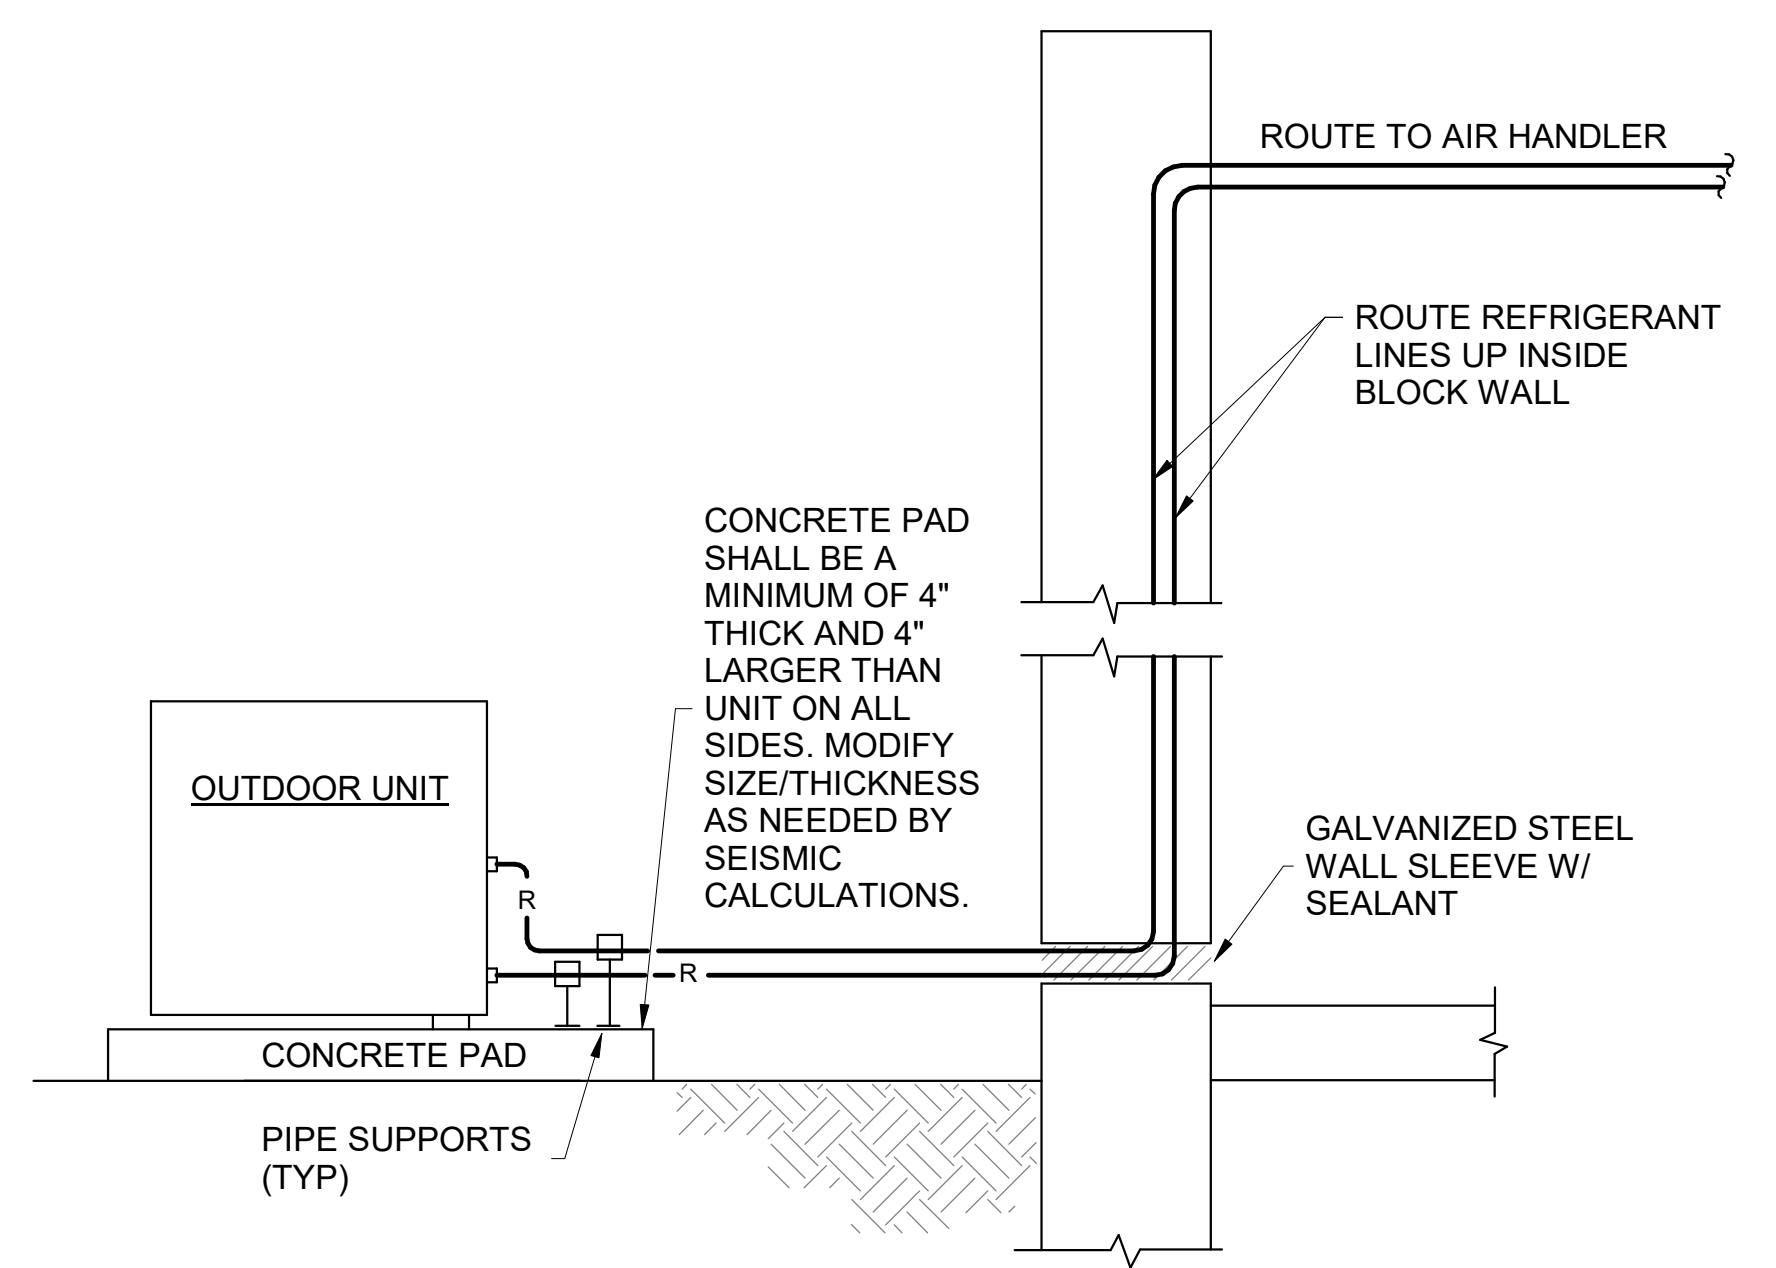 ROUTE TO AIR HANDLER
ROUTE REFRIGERANT
LINES UP INSIDE
BLOCK WALL
CONCRETE PAD
SHALL BE A
MINIMUM OF 4"
THICK AND 4"
LARGER THAN
UNIT ON ALL
SIDES. MODIFY
SIZE/THICKNESS
AS NEEDED BY
SEISMIC
CALCULATIONS.
OUTDOOR UNIT
GALVANIZED STEEL
WALL SLEEVE W/
SEALANT
R
R
CONCRETE PAD
PIPE SUPPORTS
(TYP)